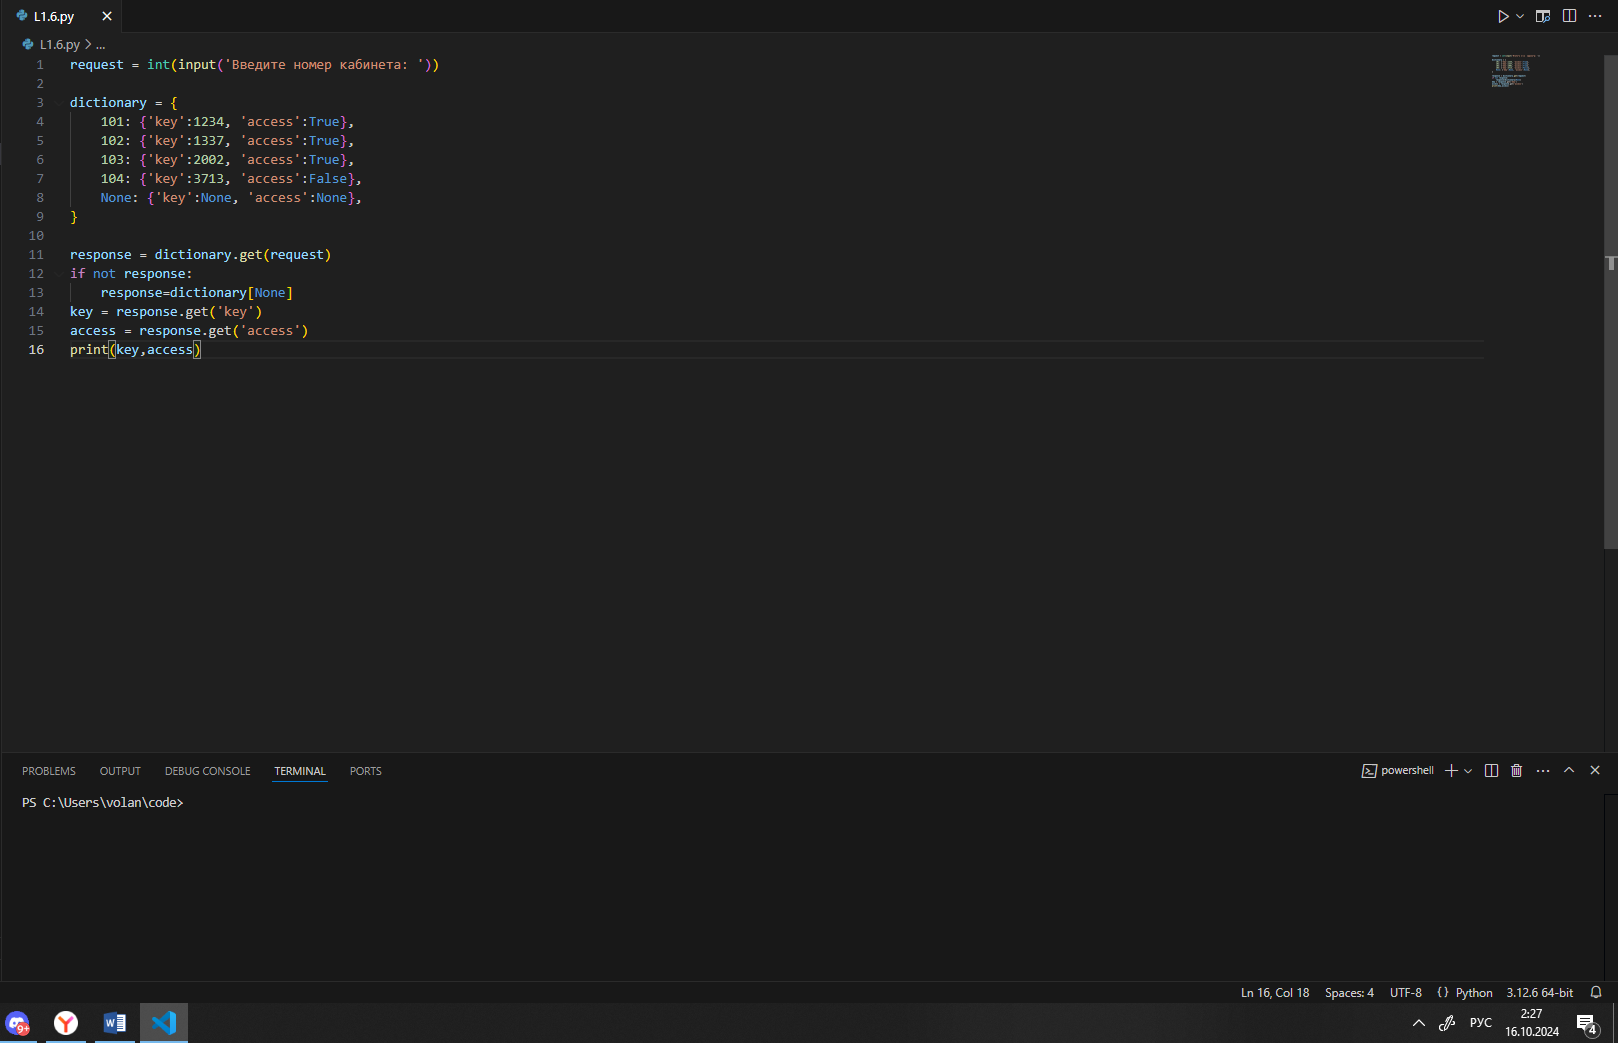 L1.6.py
L1.6.py > ...
1 request = int(input('Введите номер кабинета: '))
2
3 dictionary = {
4     101: {'key':1234, 'access':True},
5     102: {'key':1337, 'access':True},
6     103: {'key':2002, 'access':True},
7     104: {'key':3713, 'access':False},
8     None: {'key':None, 'access':None},
9 }
10
11 response = dictionary.get(request)
12 if not response:
13     response=dictionary[None]
14 key = response.get('key')
15 access = response.get('access')
16 print(key,access)
PROBLEMS OUTPUT DEBUG CONSOLE TERMINAL PORTS powershell
PS C:\Users\volan\code>
Ln 16, Col 18 Spaces: 4 UTF-8 {} Python 3.12.6 64-bit
9+ W РУС 2:27
16.10.2024 4